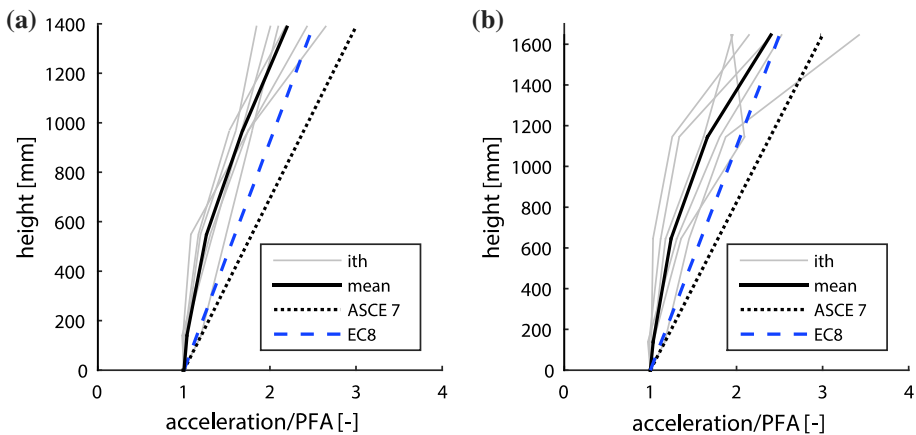 (a)
1400
1200
1000
800
600
400
200
0
height [mm]
ith
mean
ASCE 7
EC8
0 1 2 3 4
acceleration/PFA [-]
(b)
1600
1400
1200
1000
800
600
400
200
0
height [mm]
ith
mean
ASCE 7
EC8
0 1 2 3 4
acceleration/PFA [-]